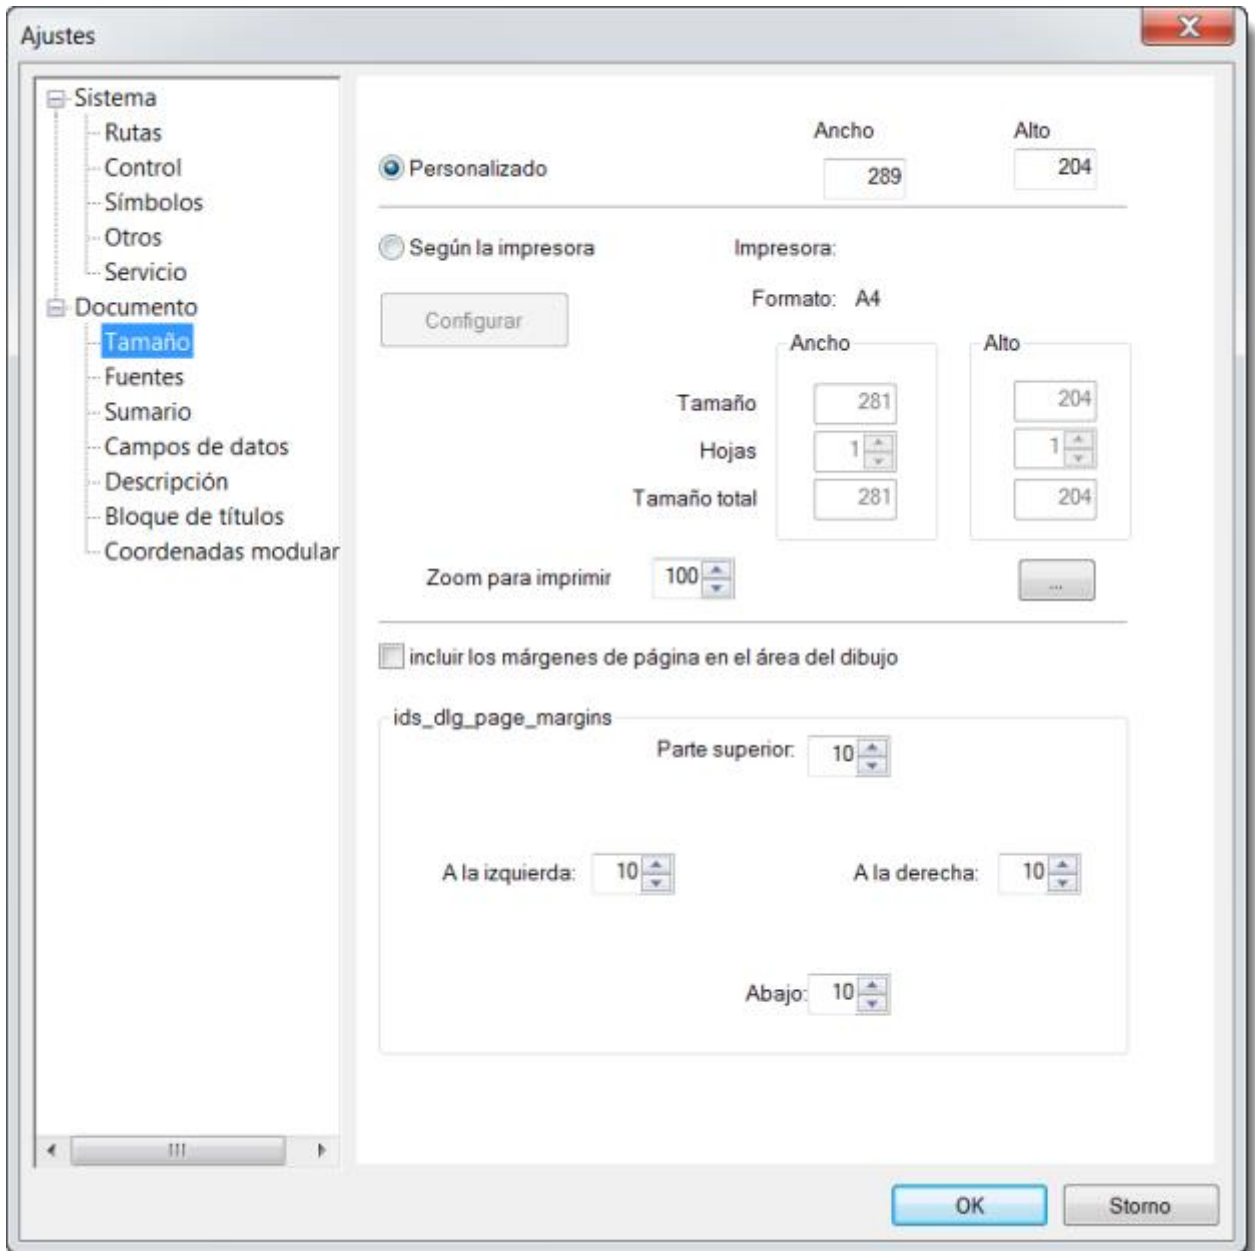 Ajustes
Sistema
Rutas
Control
Símbolos
Otros
Servicio
Documento
Tamaño
Fuentes
Sumario
Campos de datos
Descripción
Bloque de títulos
Coordenadas modular
Ancho Alto
Personalizado 289 204
Según la impresora Impresora:
Formato: A4
Configurar
Ancho Alto
Tamaño 281 204
Hojas 1 1
Tamaño total 281 204
Zoom para imprimir 100 ...
incluir los márgenes de página en el área del dibujo
ids_dlg_page_margins
Parte superior: 10
A la izquierda: 10 A la derecha: 10
Abajo: 10
OK Storno